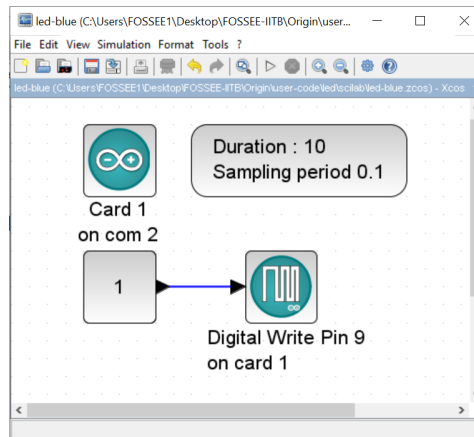 led-blue (C:\Users\FOSSEE1\Desktop\FOSSEE-IITB\Origin\user...
File Edit View Simulation Format Tools ?
led-blue (C:\Users\FOSSEE1\Desktop\FOSSEE-IITB\Origin\user-code\led\scilab\led-blue.zcos) - Xcos
Duration : 10
Sampling period 0.1
Card 1
on com 2
1
Digital Write Pin 9
on card 1